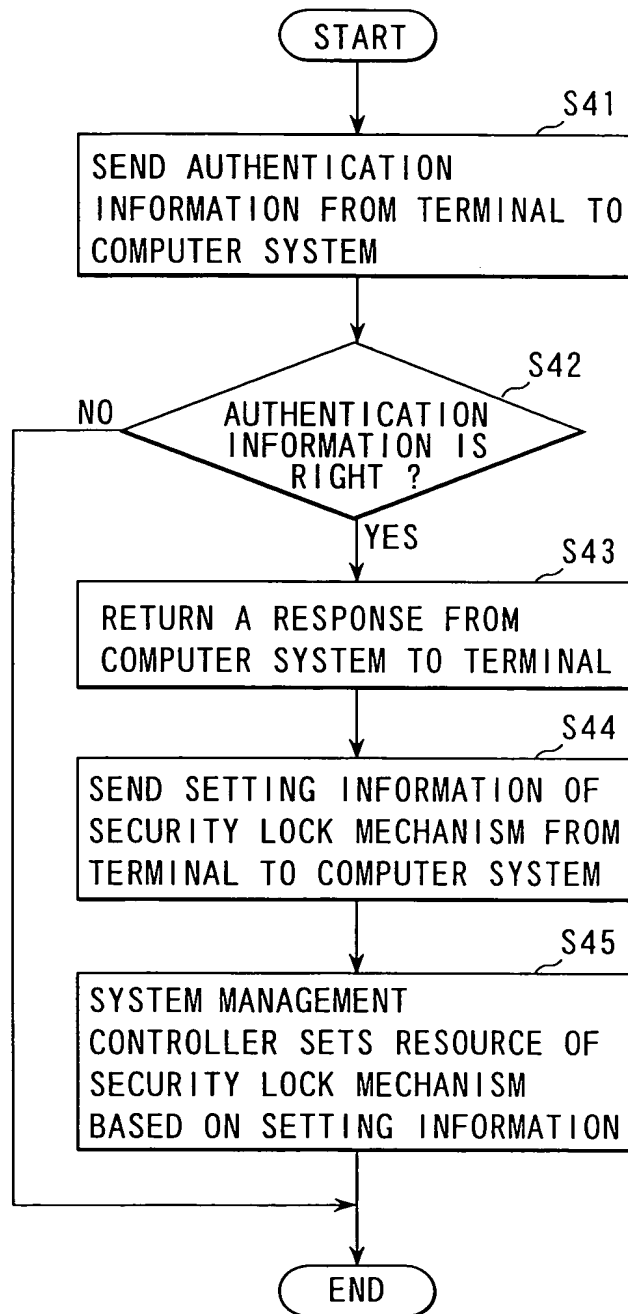 START
S41
SEND AUTHENTICATION
INFORMATION FROM TERMINAL TO
COMPUTER SYSTEM
S42
NO
AUTHENTICATION
INFORMATION IS
RIGHT ?
YES
S43
RETURN A RESPONSE FROM
COMPUTER SYSTEM TO TERMINAL
S44
SEND SETTING INFORMATION OF
SECURITY LOCK MECHANISM FROM
TERMINAL TO COMPUTER SYSTEM
S45
SYSTEM MANAGEMENT
CONTROLLER SETS RESOURCE OF
SECURITY LOCK MECHANISM
BASED ON SETTING INFORMATION
END